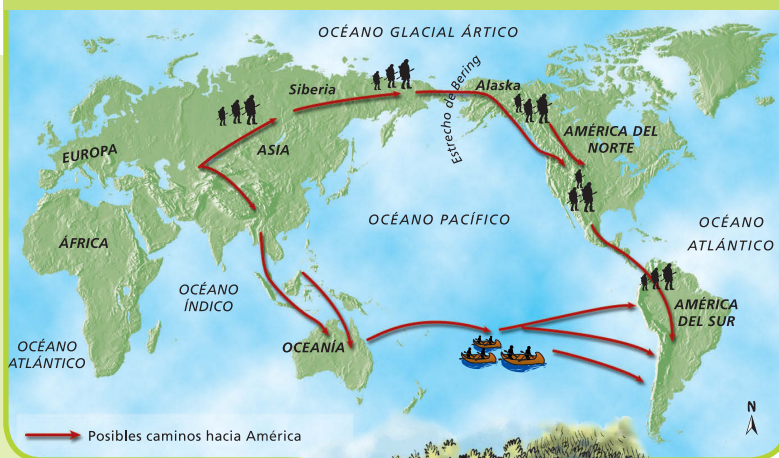 OCÉANO GLACIAL ÁRTICO
Siberia
Estrecho de Bering
Alaska
EUROPA
ASIA
AMÉRICA DEL
NORTE
OCÉANO PACÍFICO
OCÉANO
ATLÁNTICO
ÁFRICA
OCÉANO
ÍNDICO
AMÉRICA
DEL SUR
OCÉANO
ATLÁNTICO
OCEANÍA
N
Posibles caminos hacia América